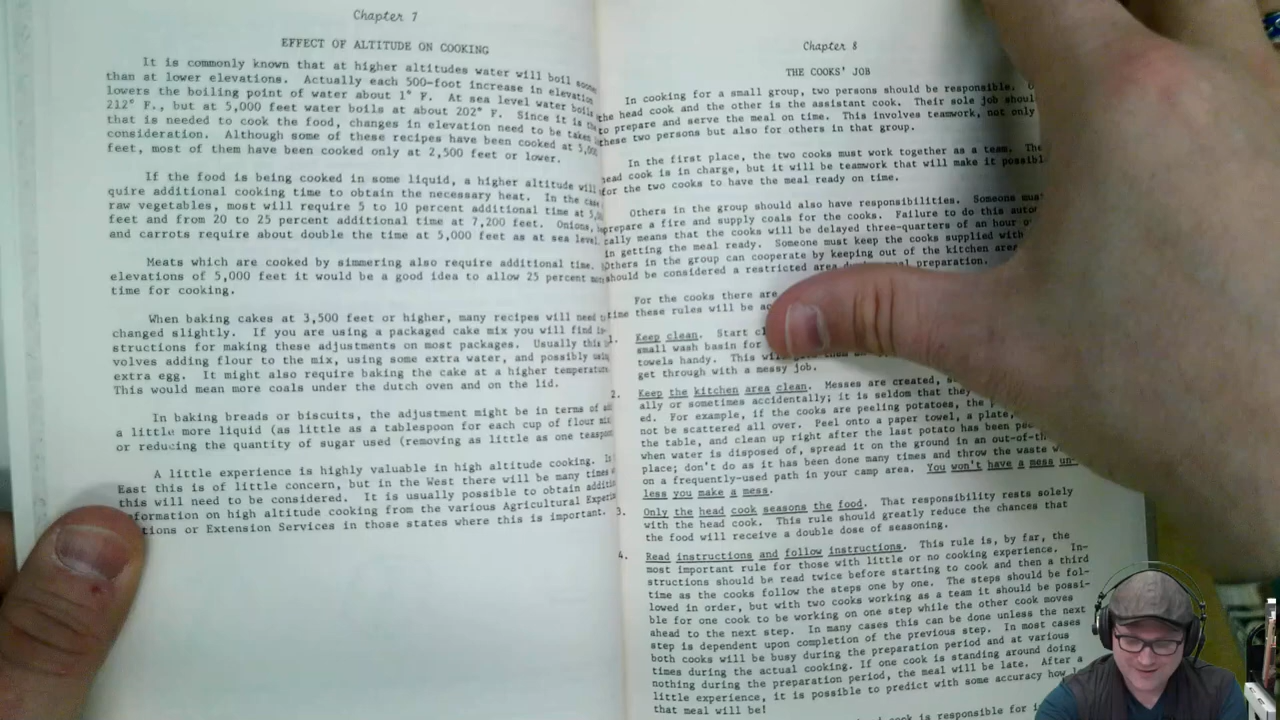 Chapter 7
EFFECT OF ALTITUDE ON COOKING
It is commonly known that at higher altitudes water will boil sooner
than at lower elevations. Actually each 500-foot increase in elevation
lowers the boiling point of water about 1° F. At sea level water boils
212° F., but at 5,000 feet water boils at about 202° F. Since it is
that is needed to cook the food, changes in elevation need to be taken
consideration. Although some of these recipes have been cooked at 5,000
feet, most of them have been cooked only at 2,500 feet or lower.
If the food is being cooked in some liquid, a higher altitude will
quire additional cooking time to obtain the necessary heat. In the case
raw vegetables, most will require 5 to 10 percent additional time at
feet and from 20 to 25 percent additional time at 7,200 feet. Onions,
and carrots require about double the time at 5,000 feet as at sea level.
Meats which are cooked by simmering also require additional time.
elevations of 5,000 feet it would be a good idea to allow 25 percent
time for cooking.
When baking cakes at 3,500 feet or higher, many recipes will need
changed slightly. If you are using a packaged cake mix you will find in-
structions for making these adjustments on most packages. Usually this
volves adding flour to the mix, using some extra water, and possibly using
extra egg. It might also require baking the cake at a higher temperature.
This would mean more coals under the dutch oven and on the lid.
In baking breads or biscuits, the adjustment might be in terms of
a little more liquid (as little as a tablespoon for each cup of flour mix
or reducing the quantity of sugar used (removing as little as one
A little experience is highly valuable in high altitude cooking.
East this is of little concern, but in the West there will be many times
this will need to be considered. It is usually possible to obtain
formation on high altitude cooking from the various Agricultural
tions or Extension Services in those states where this is important.
Chapter 8
THE COOKS' JOB
In cooking for a small group, two persons should be responsible.
the head cook and the other is the assistant cook. Their sole job
to prepare and serve the meal on time. This involves teamwork, not only
these two persons but also for others in that group.
In the first place, the two cooks must work together as a team. The
head cook is in charge, but it will be teamwork that will make it
for the two cooks to have the meal ready on time.
Others in the group should also have responsibilities. Someone must
prepare a fire and supply coals for the cooks. Failure to do this
cally means that the cooks will be delayed three-quarters of an hour
in getting the meal ready. Someone must keep the cooks supplied with
Others in the group can cooperate by keeping out of the kitchen area
should be considered a restricted area preparation.
For the cooks there are
time these rules will be
1. Keep clean. Start
small wash basin for
towels handy. This
get through with a messy job.
2. Keep the kitchen area clean. Messes are created,
ally or sometimes accidentally; it is seldom that
ed. For example, if the cooks are peeling potatoes, the
not be scattered all over. Peel onto a paper towel, a plate,
the table, and clean up right after the last potato has been
when water is disposed of, spread it on the ground in an
place; don't do as it has been done many times and throw the waste
on a frequently-used path in your camp area. You won't have a mess un-
less you make a mess.
3. Only the head cook seasons the food. That responsibility rests solely
with the head cook. This rule should greatly reduce the chances that
the food will receive a double dose of seasoning.
4. Read instructions and follow instructions. This rule is, by far, the
most important rule for those with little or no cooking experience. In-
structions should be read twice before starting to cook and then a third
time as the cooks follow the steps one by one. The steps should be fol-
lowed in order, but with two cooks working as a team it should be possi-
ble for one cook to be working on one step while the other cook moves
ahead to the next step. In many cases this can be done unless the next
step is dependent upon completion of the previous step. In most cases
both cooks will be busy during the preparation period and at various
times during the actual cooking. If one cook is standing around doing
nothing during the preparation period, the meal will be late. After a
little experience, it is possible to predict with some accuracy how
that meal will be!
cook is responsible for